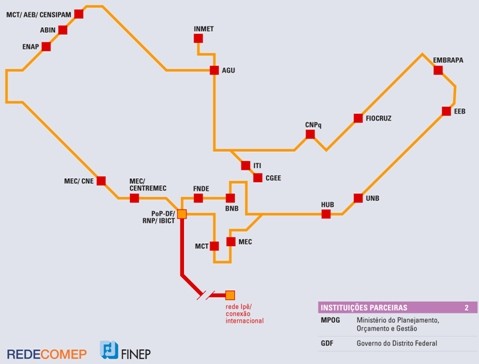 MCT/ AEB/ CENSIPAM
ABIN
ENAP
INMET
AGU
EMBRAPA
EEB
FIOCRUZ
CNPq
ITI
CGEE
MEC/ CNE
MEC/
CENTREMEC
FNDE
BNB
PoP-DF/
RNP/ IBICT
HUB
UNB
MCT
MEC
rede Ipê/
conexão
internacional
INSTITUIÇÕES PARCEIRAS 2
MPOG Ministério do Planejamento,
Orçamento e Gestão
GDF Governo do Distrito Federal
REDECOMEP FINEP